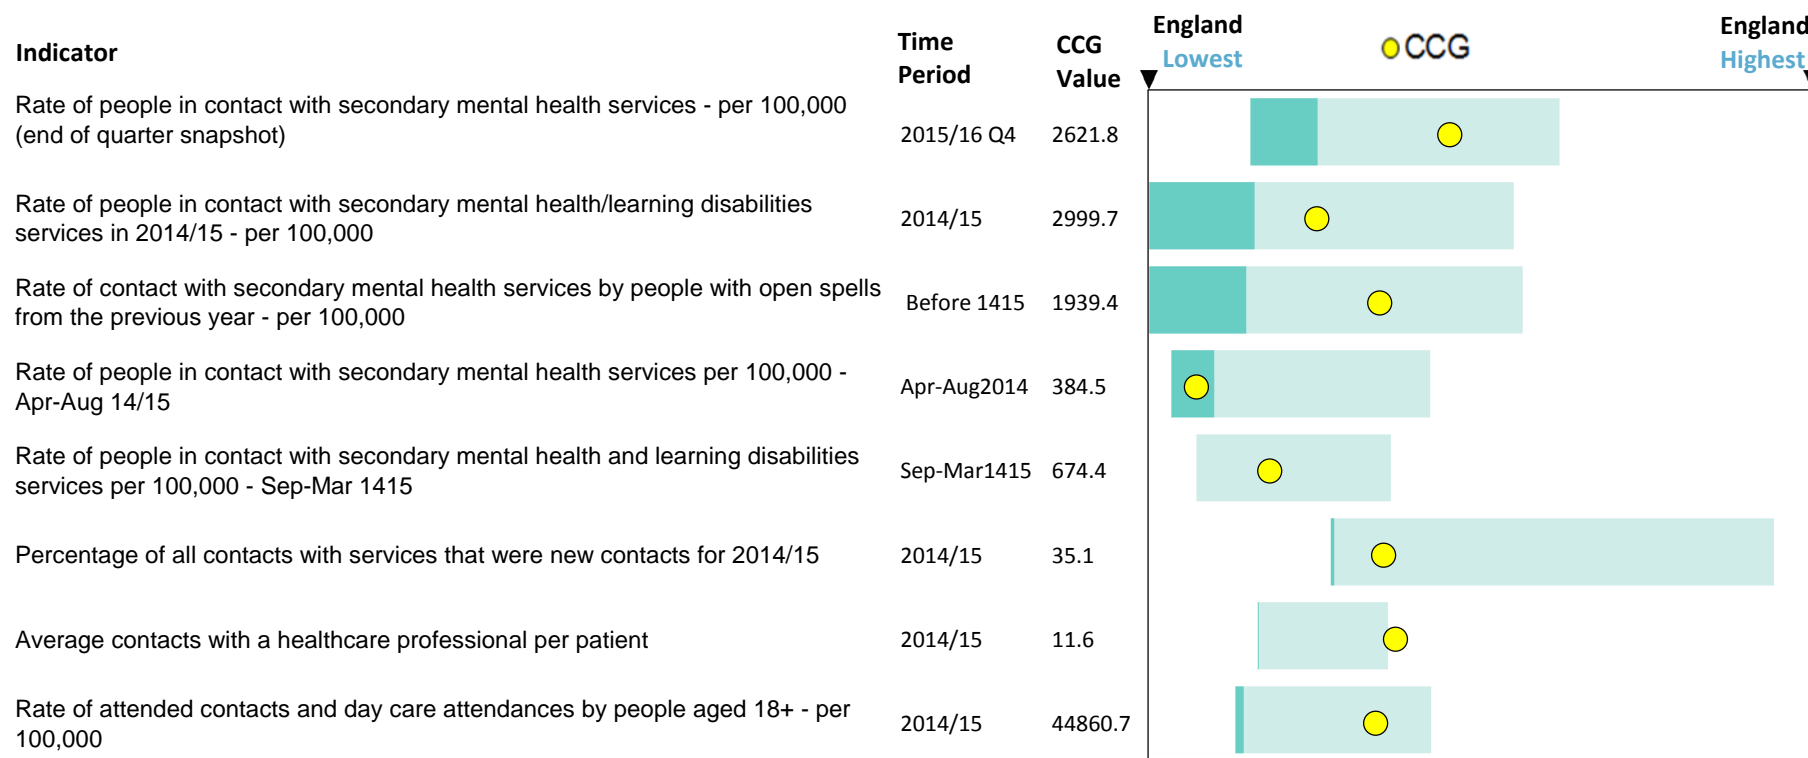 Indicator
Time
Period
CCG
Value
England
Lowest
CCG
England
Highest
Rate of people in contact with secondary mental health services - per 100,000
(end of quarter snapshot)
2015/16 Q4
2621.8
Rate of people in contact with secondary mental health/learning disabilities
services in 2014/15 - per 100,000
2014/15
2999.7
Rate of contact with secondary mental health services by people with open spells
from the previous year - per 100,000
Before 1415
1939.4
Rate of people in contact with secondary mental health services per 100,000 -
Apr-Aug 14/15
Apr-Aug2014
384.5
Rate of people in contact with secondary mental health and learning disabilities
services per 100,000 - Sep-Mar 1415
Sep-Mar1415
674.4
Percentage of all contacts with services that were new contacts for 2014/15
2014/15
35.1
Average contacts with a healthcare professional per patient
2014/15
11.6
Rate of attended contacts and day care attendances by people aged 18+ - per
100,000
2014/15
44860.7